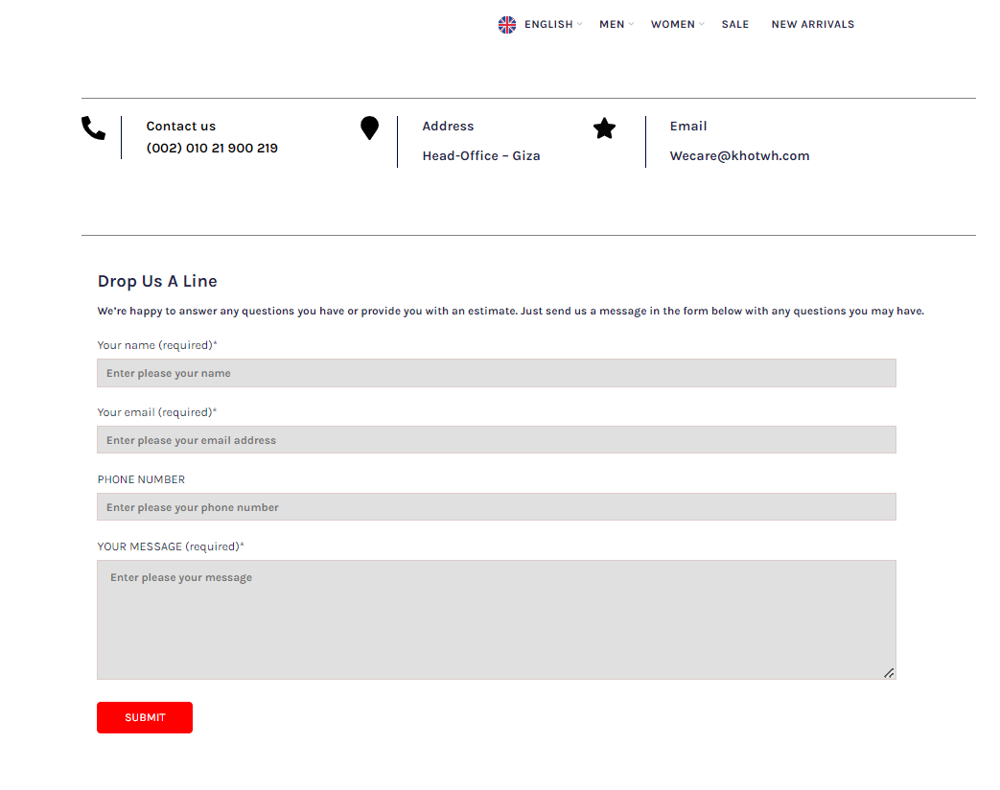 ENGLISH MEN WOMEN SALE NEW ARRIVALS
Contact us
(002) 010 21 900 219
Address
Head-Office – Giza
Email
Wecare@khotwh.com
Drop Us A Line
We're happy to answer any questions you have or provide you with an estimate. Just send us a message in the form below with any questions you may have.
Your name (required)*
Enter please your name
Your email (required)*
Enter please your email address
PHONE NUMBER
Enter please your phone number
YOUR MESSAGE (required)*
Enter please your message
SUBMIT